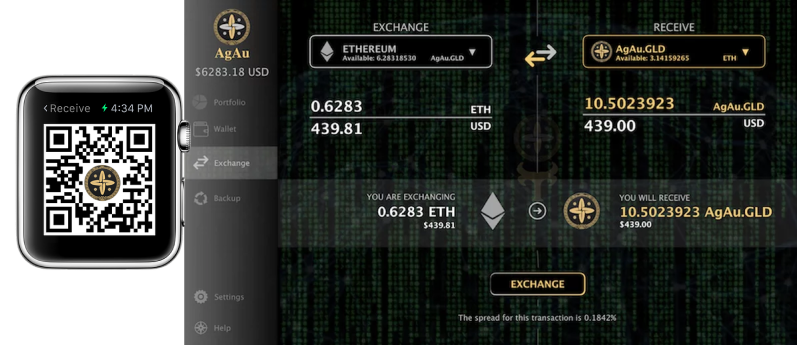 Receive 4:34 PM
AgAu
$6283.18 USD
Portfolio
Wallet
Exchange
Backup
Settings
Help
EXCHANGE
ETHEREUM
Available: 6.28318530 AgAu.GLD
RECEIVE
AgAu.GLD
Available: 3.14159265 ETH
0.6283 ETH
439.81 USD
10.5023923 AgAu.GLD
439.00 USD
YOU ARE EXCHANGING
0.6283 ETH
$439.81
YOU WILL RECEIVE
10.5023923 AgAu.GLD
$439.00
EXCHANGE
The spread for this transaction is 0.1842%